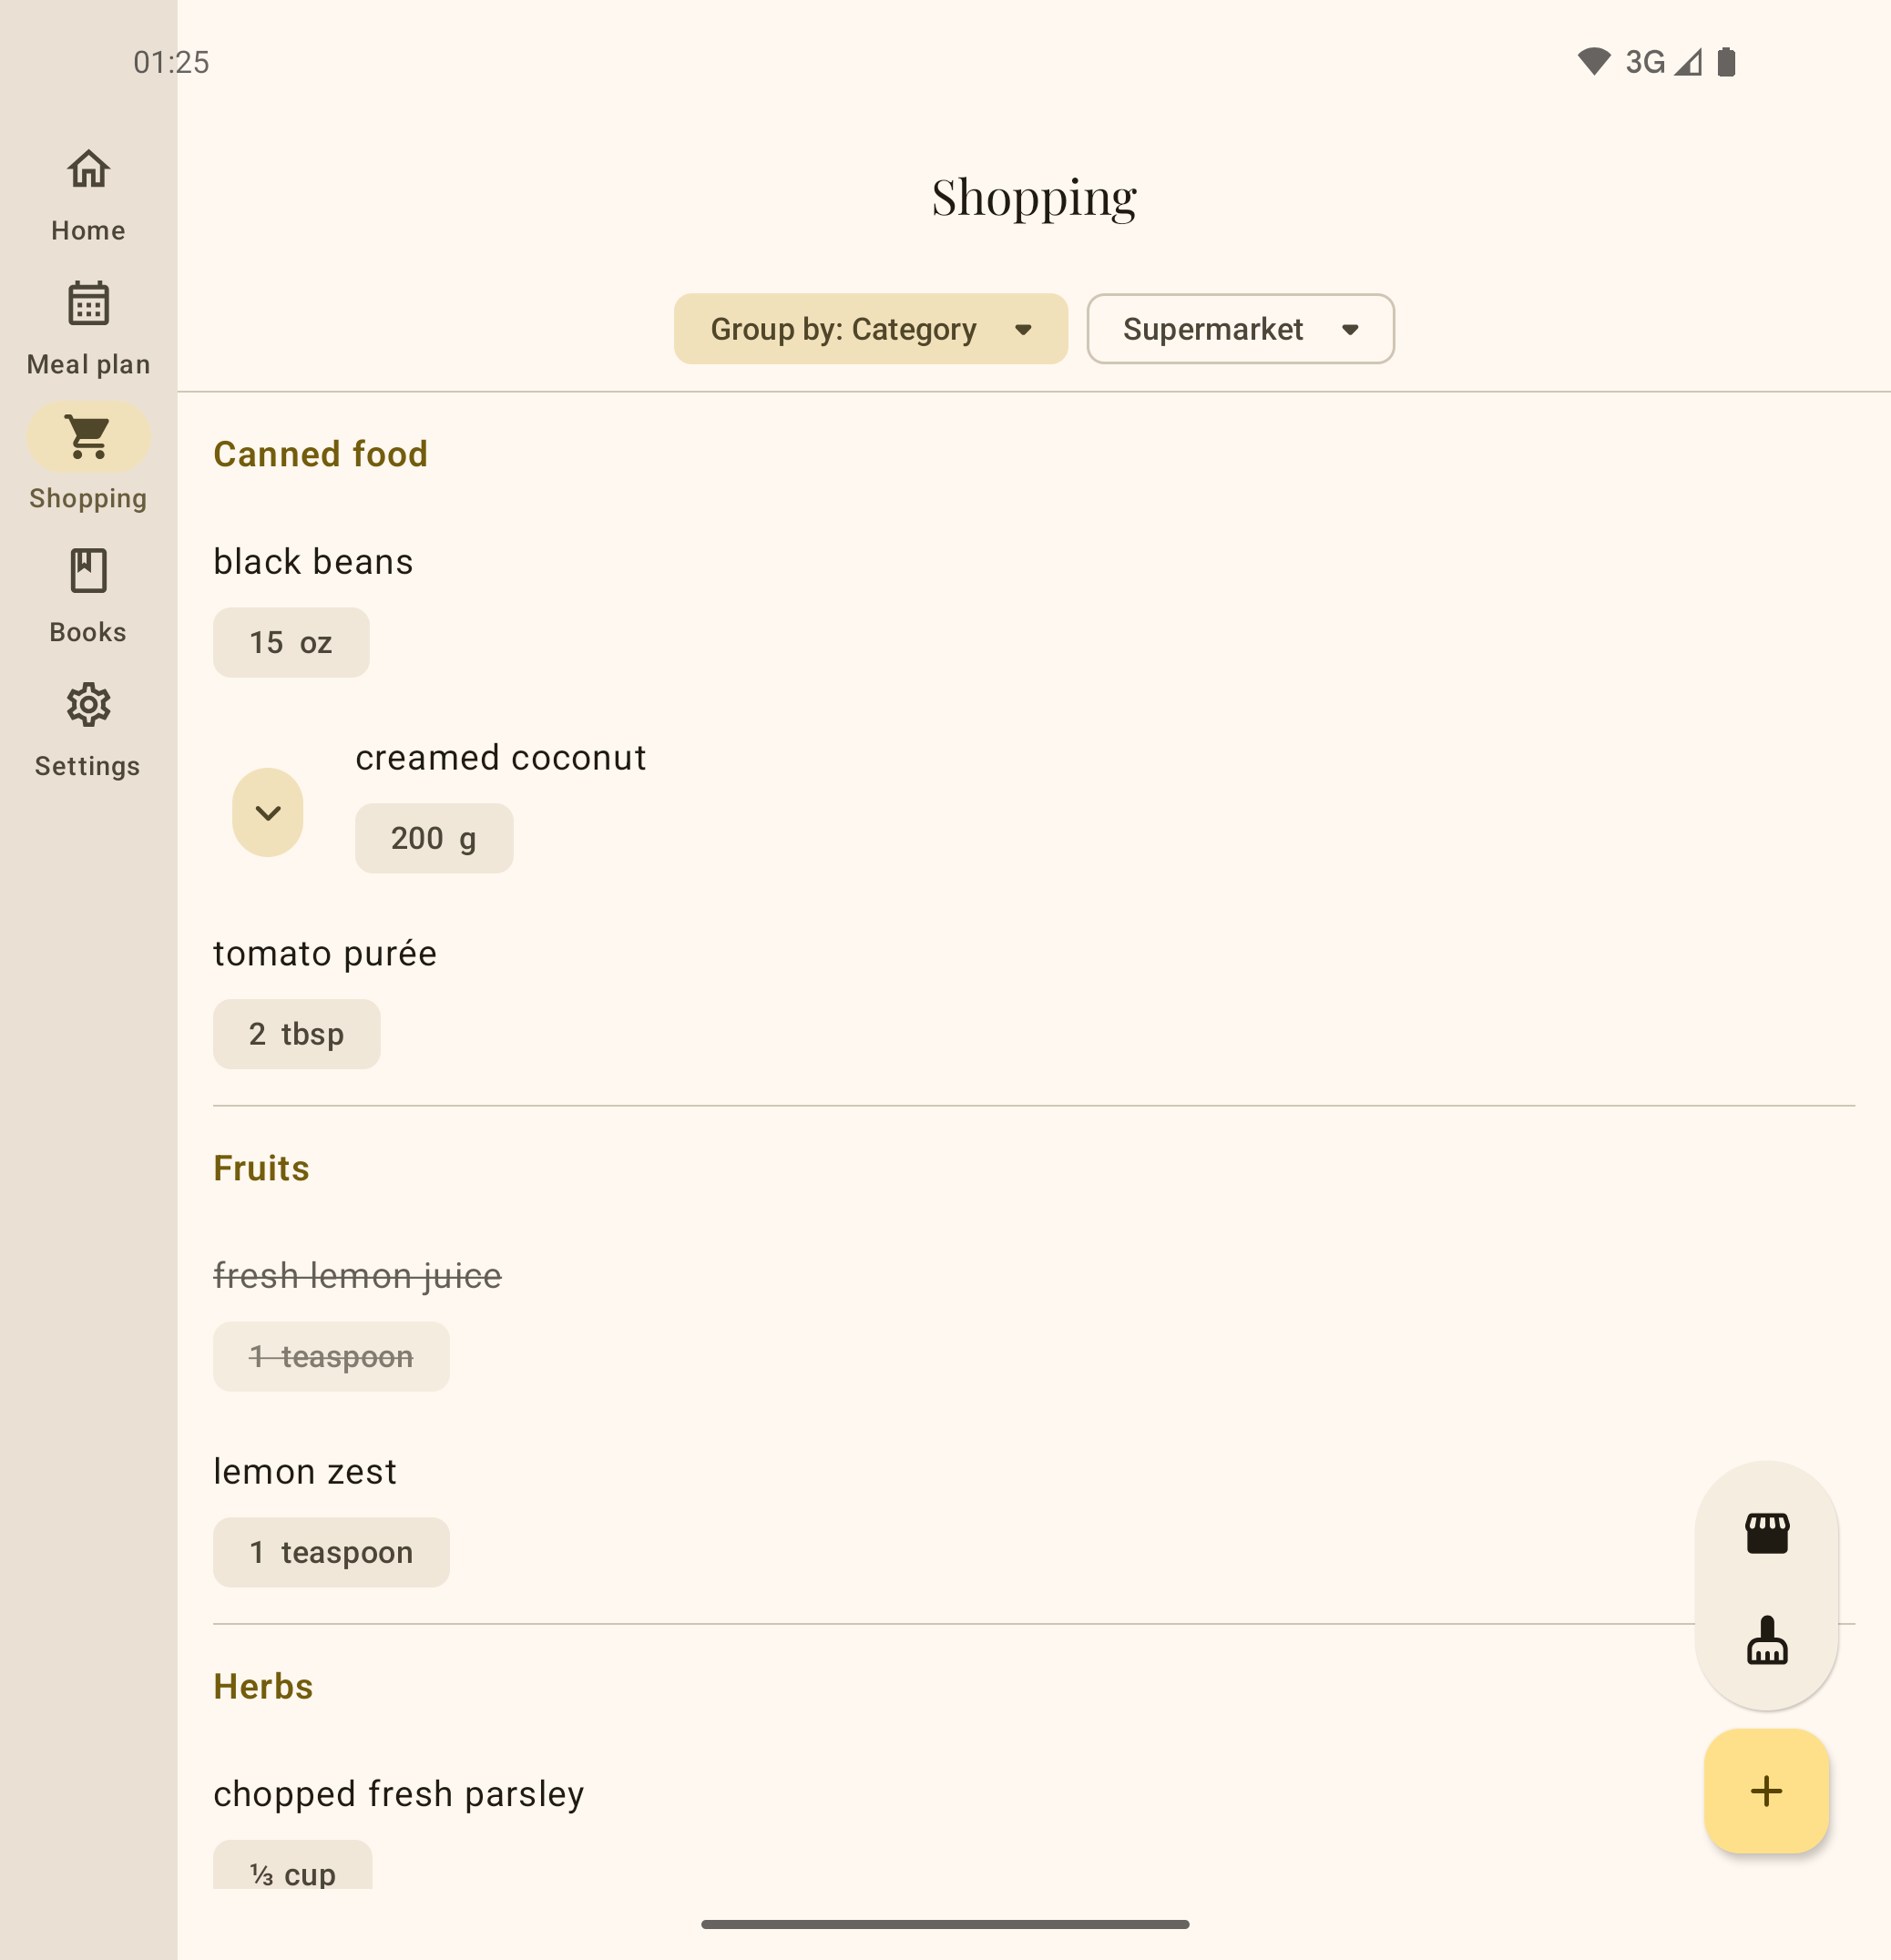 01:25
3G
Home
Meal plan
Shopping
Books
Settings
Shopping
Group by: Category
Supermarket
Canned food
black beans
15 oz
creamed coconut
200 g
tomato purée
2 tbsp
Fruits
fresh lemon juice
1 teaspoon
lemon zest
1 teaspoon
Herbs
chopped fresh parsley
⅓ cup